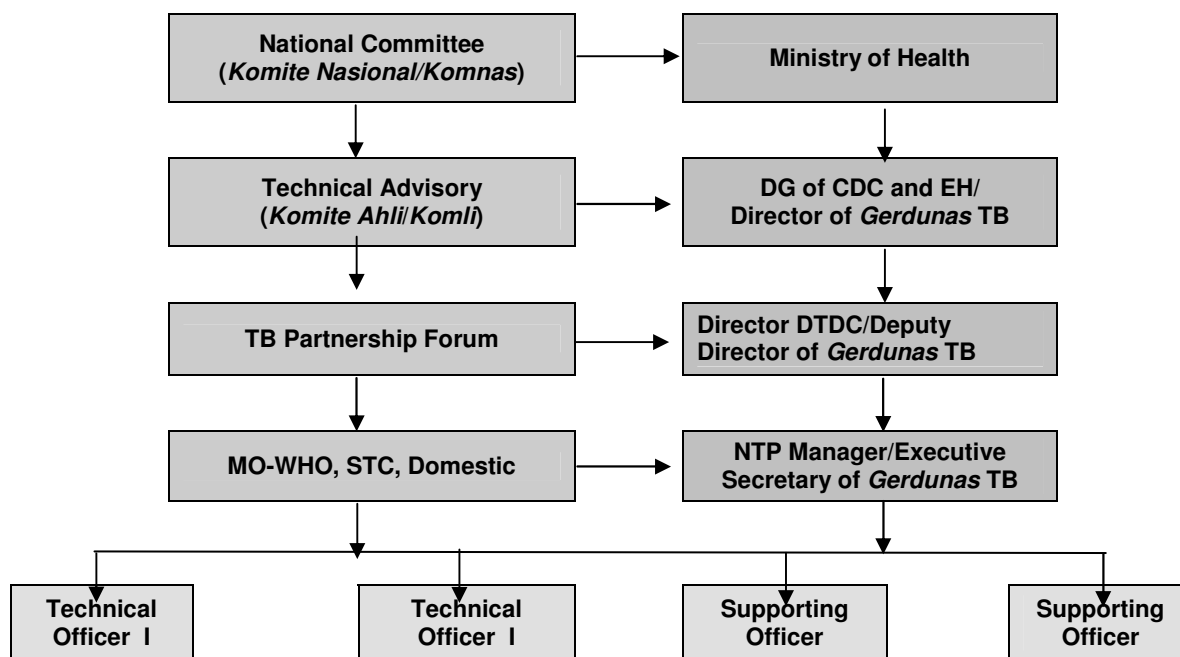 National Committee
(Komite Nasional/Komnas)
Ministry of Health
Technical Advisory
(Komite Ahli/Komli)
DG of CDC and EH/
Director of Gerdunas TB
TB Partnership Forum
Director DTDC/Deputy
Director of Gerdunas TB
MO-WHO, STC, Domestic
NTP Manager/Executive
Secretary of Gerdunas TB
Technical
Officer I
Technical
Officer I
Supporting
Officer
Supporting
Officer